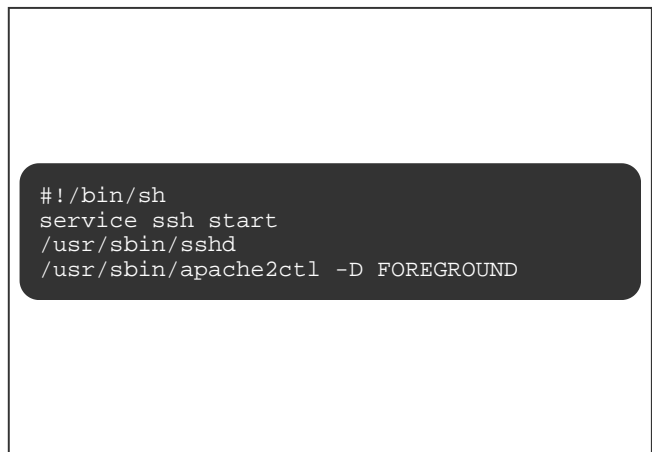 #!/bin/sh
service ssh start
/usr/sbin/sshd
/usr/sbin/apache2ctl -D FOREGROUND